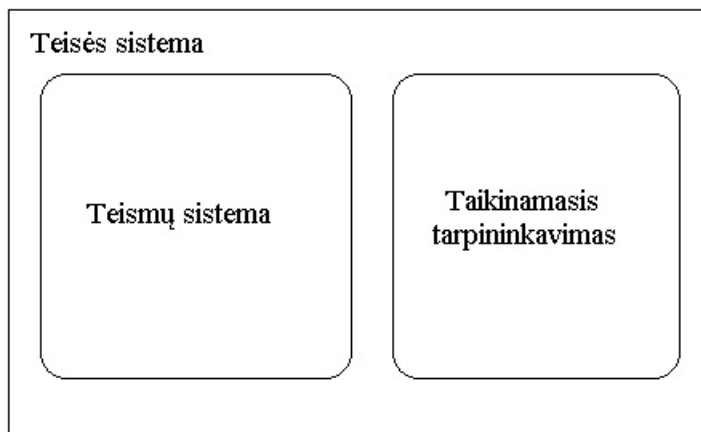 Teisės sistema
Teismų sistema
Taikinamasis
tarpininkavimas